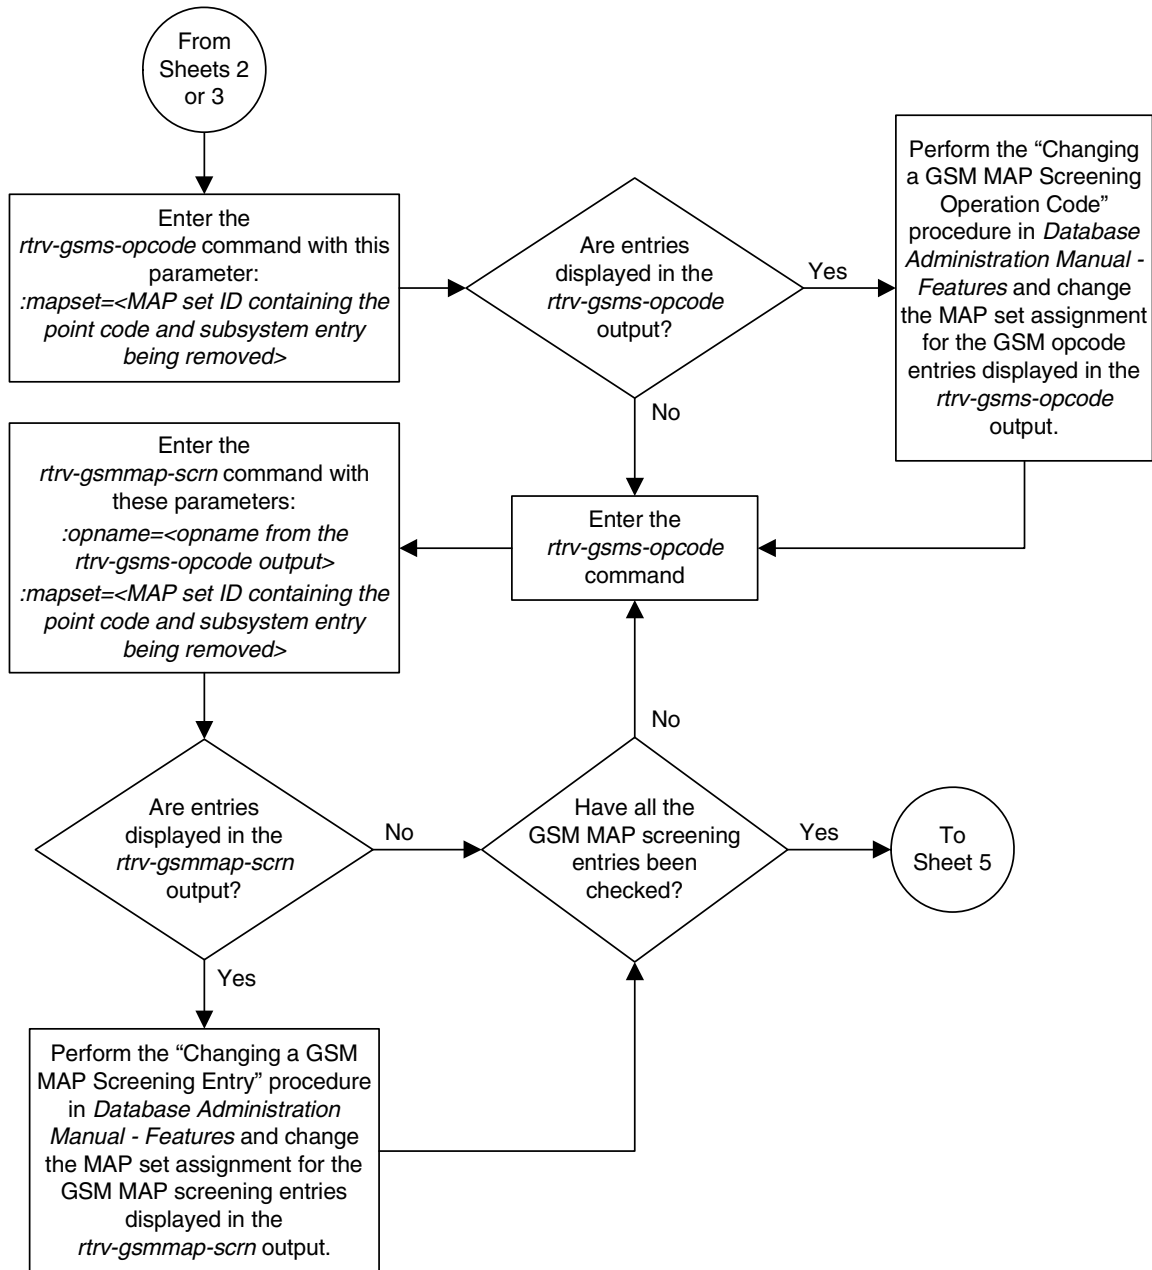 From
Sheets 2
or 3
Enter the
rtrv-gsms-opcode command with this
parameter:
:mapset=<MAP set ID containing the
point code and subsystem entry
being removed>
Are entries
displayed in the
rtrv-gsms-opcode
output?
Yes
No
Perform the “Changing
a GSM MAP Screening
Operation Code”
procedure in Database
Administration Manual -
Features and change
the MAP set assignment
for the GSM opcode
entries displayed in the
rtrv-gsms-opcode
output.
Enter the
rtrv-gsms-opcode
command
Enter the
rtrv-gsmmap-scrn command with
these parameters:
:opname=<opname from the
rtrv-gsms-opcode output>
:mapset=<MAP set ID containing the
point code and subsystem entry
being removed>
Are entries
displayed in the
rtrv-gsmmap-scrn
output?
No
Yes
Have all the
GSM MAP screening
entries been
checked?
No
Yes
To
Sheet 5
Perform the “Changing a GSM
MAP Screening Entry” procedure
in Database Administration
Manual - Features and change
the MAP set assignment for the
GSM MAP screening entries
displayed in the
rtrv-gsmmap-scrn output.